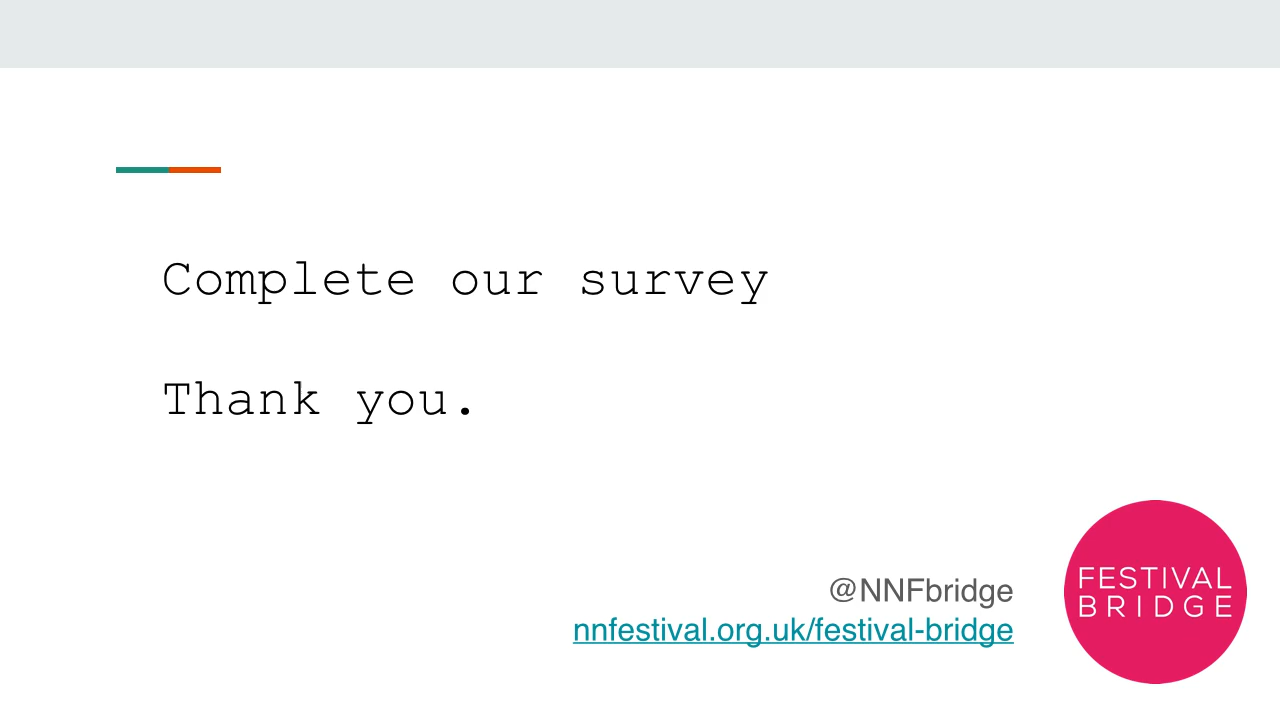 Complete our survey
Thank you.
@NNFbridge
nnfestival.org.uk/festival-bridge
FESTIVAL
BRIDGE